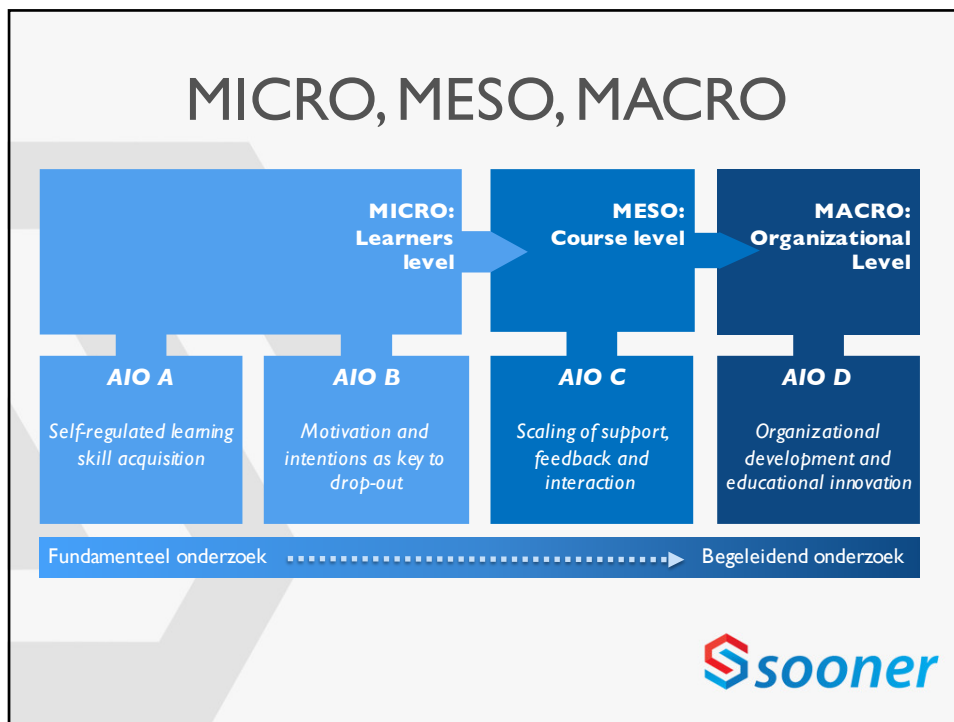 MICRO, MESO, MACRO
MICRO:
Learners
level
MESO:
Course level
MACRO:
Organizational
Level
AIO A
Self-regulated learning
skill acquisition
AIO B
Motivation and
intentions as key to
drop-out
AIO C
Scaling of support,
feedback and
interaction
AIO D
Organizational
development and
educational innovation
Fundamenteel onderzoek
Begeleidend onderzoek
sooner